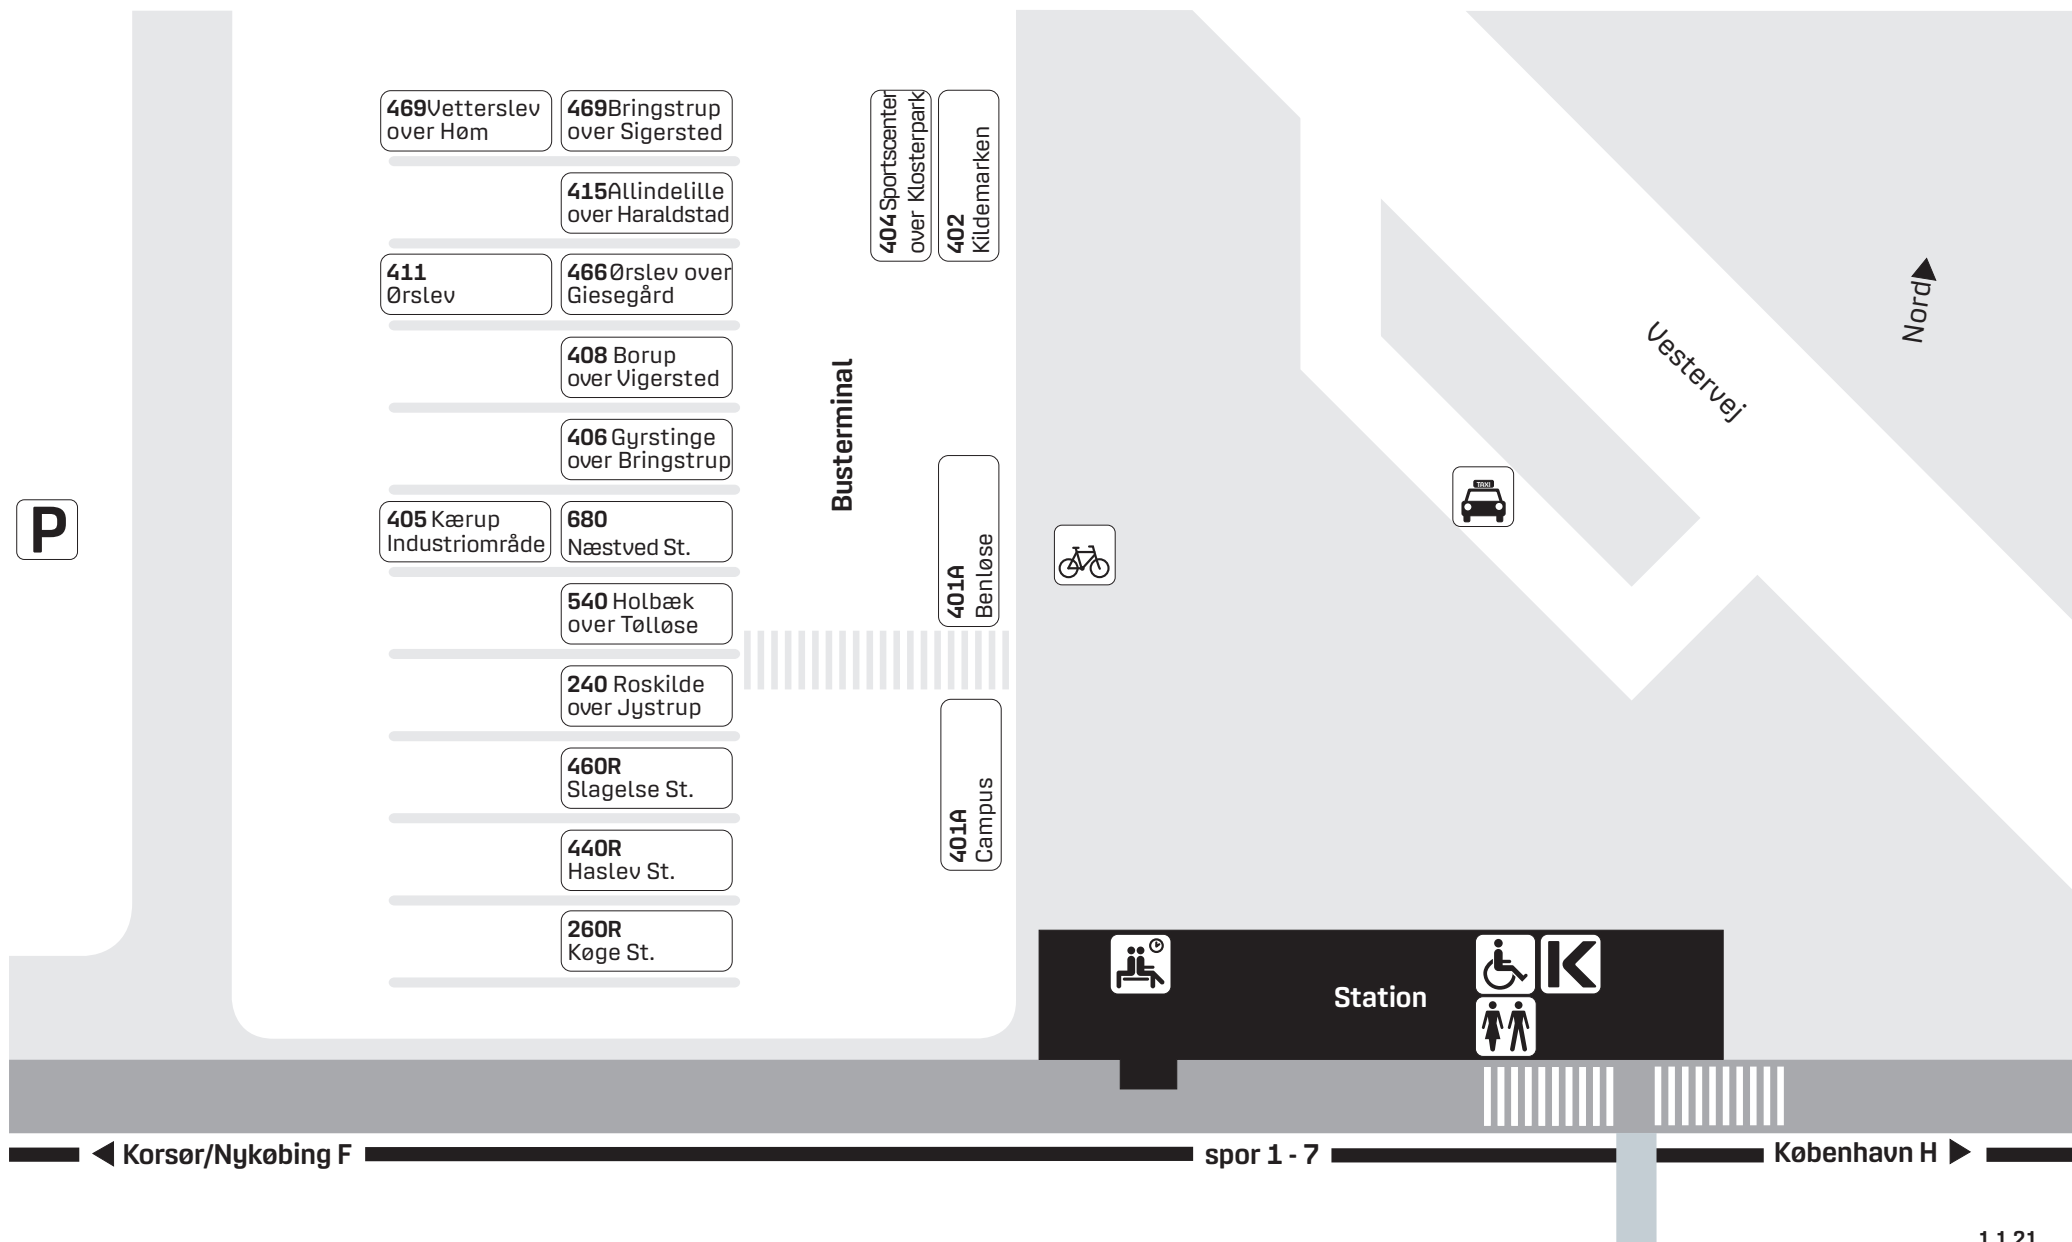 469Vetterslev
over Høm
469Bringstrup
over Sigersted
415Allindelille
over Haraldstad
411
Ørslev
466Ørslev over
Giesegård
408 Borup
over Vigersted
406 Gyrstinge
over Bringstrup
405 Kærup
Industriområde
680
Næstved St.
540 Holbæk
over Tølløse
240 Roskilde
over Jystrup
460R
Slagelse St.
440R
Haslev St.
260R
Køge St.
Busterminal
404 Sportscenter
over Klosterpark
402
Kildemarken
401A
Benløse
401A
Campus
P
TAXI
Vestervej
Nord
Station
K
Korsør/Nykøbing F
spor 1 - 7
København H
1.1.21